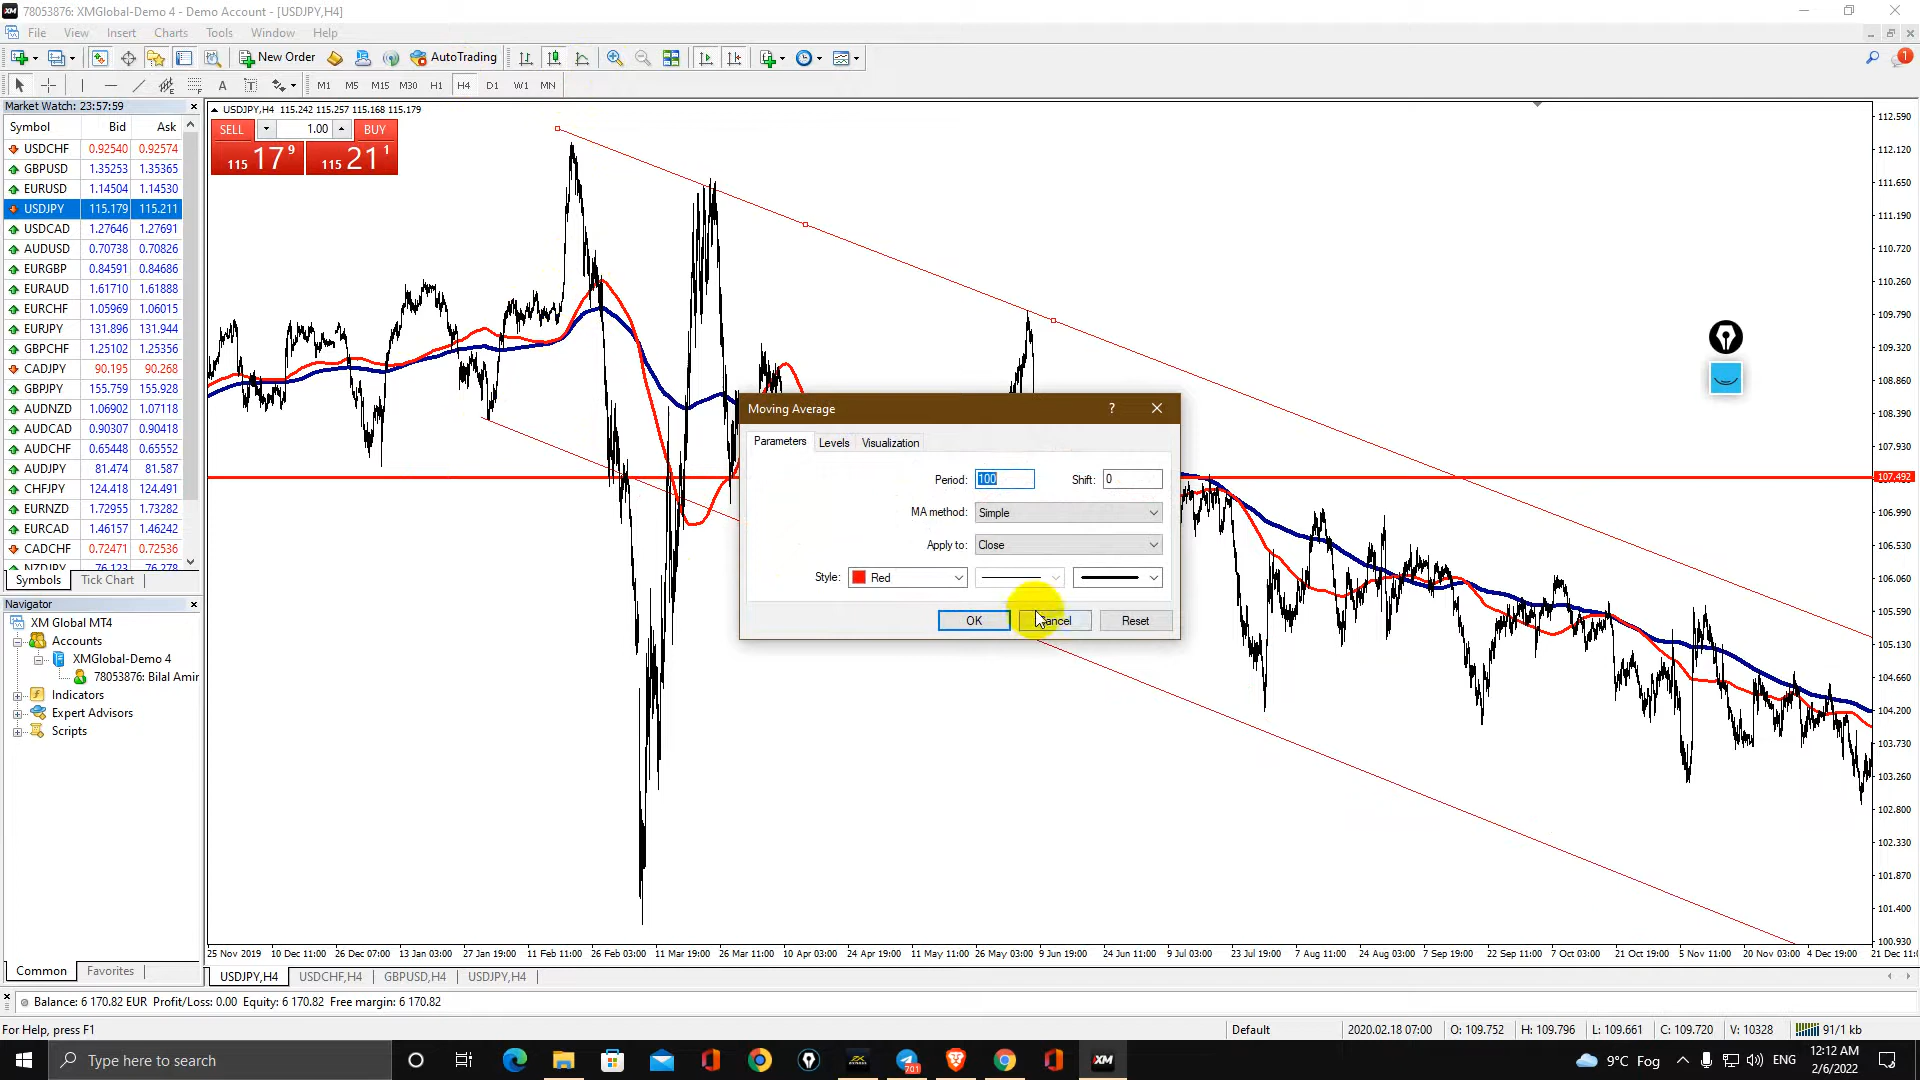 78053876: XMGlobal-Demo 4 - Demo Account - [USDJPY,H4]
File View Insert Charts Tools Window Help
New Order AutoTrading 1
A T M1 M5 M15 M30 H1 H4 D1 W1 MN
Market Watch: 23:57:59
Symbol Bid Ask
USDCHF 0.92540 0.92574
GBPUSD 1.35253 1.35365
EURUSD 1.14504 1.14530
USDJPY 115.179 115.211
USDCAD 1.27646 1.27691
AUDUSD 0.70738 0.70826
EURGBP 0.84591 0.84686
EURAUD 1.61710 1.61888
EURCHF 1.05969 1.06015
EURJPY 131.896 131.944
GBPCHF 1.25102 1.25356
CADJPY 90.195 90.268
GBPJPY 155.759 155.928
AUDNZD 1.06902 1.07118
AUDCAD 0.90307 0.90418
AUDCHF 0.65448 0.65552
AUDJPY 81.474 81.587
CHFJPY 124.418 124.491
EURNZD 1.72955 1.73282
EURCAD 1.46157 1.46242
CADCHF 0.72471 0.72536
NZDJPY 76.123 76.278
Symbols Tick Chart
Navigator
XM Global MT4
Accounts
XMGlobal-Demo 4
78053876: Bilal Amir
Indicators
Expert Advisors
Scripts
Common Favorites
USDJPY,H4 115.242 115.257 115.168 115.179
SELL 1.00 BUY
115 17 9 115 21 1
Moving Average ?
Parameters Levels Visualization
Period: 100 Shift: 0
MA method: Simple
Apply to: Close
Style: Red
OK Cancel Reset
112.590
112.120
111.650
111.190
110.720
110.260
109.790
109.320
108.860
108.390
107.930
107.492
106.990
106.530
106.060
105.590
105.130
104.660
104.200
103.730
103.260
102.800
102.330
101.870
101.400
100.930
25 Nov 2019 10 Dec 11:00 26 Dec 07:00 13 Jan 03:00 27 Jan 19:00 11 Feb 11:00 26 Feb 03:00 11 Mar 19:00 26 Mar 11:00 10 Apr 03:00 24 Apr 19:00 11 May 11:00 26 May 03:00 9 Jun 19:00 24 Jun 11:00 9 Jul 03:00 23 Jul 19:00 7 Aug 11:00 24 Aug 03:00 7 Sep 19:00 22 Sep 11:00 7 Oct 03:00 21 Oct 19:00 5 Nov 11:00 20 Nov 03:00 4 Dec 19:00 21 Dec 11:00
USDJPY,H4 USDCHF,H4 GBPUSD,H4 USDJPY,H4
Balance: 6 170.82 EUR Profit/Loss: 0.00 Equity: 6 170.82 Free margin: 6 170.82
For Help, press F1 Default 2020.02.18 07:00 O: 109.752 H: 109.796 L: 109.661 C: 109.720 V: 10328 91/1 kb
Type here to search 701 XM 9°C Fog ENG 12:12 AM
2/6/2022